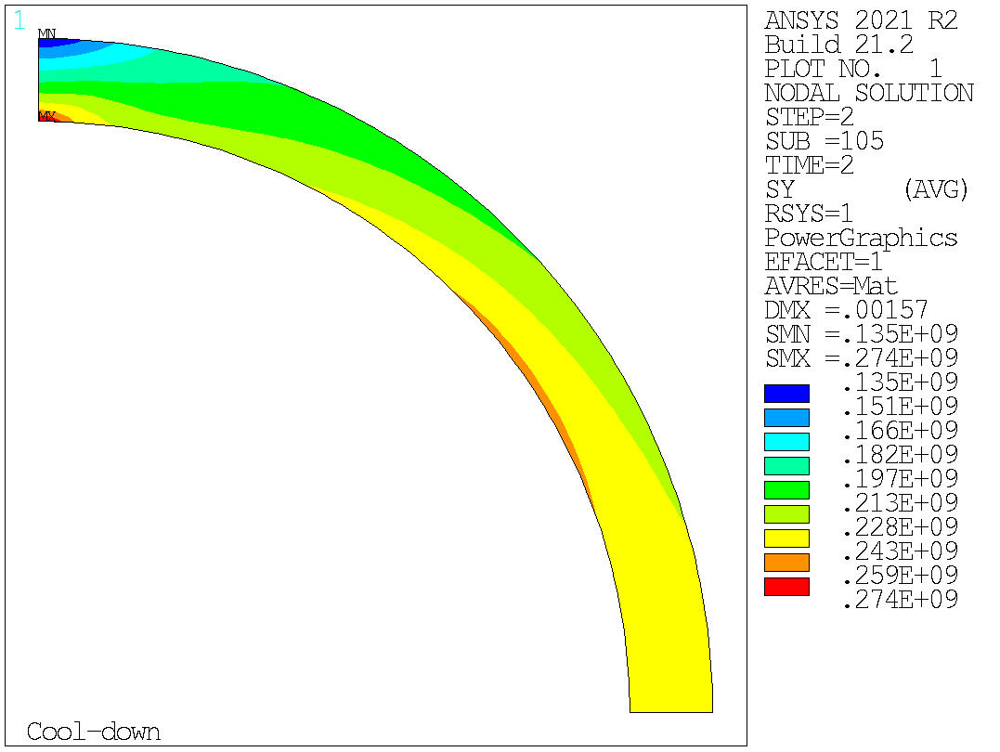 1
MN
MX
Cool-down
ANSYS 2021 R2
Build 21.2
PLOT NO. 1
NODAL SOLUTION
STEP=2
SUB =105
TIME=2
SY (AVG)
RSYS=1
PowerGraphics
EFACET=1
AVRES=Mat
DMX =.00157
SMN =.135E+09
SMX =.274E+09
.135E+09
.151E+09
.166E+09
.182E+09
.197E+09
.213E+09
.228E+09
.243E+09
.259E+09
.274E+09